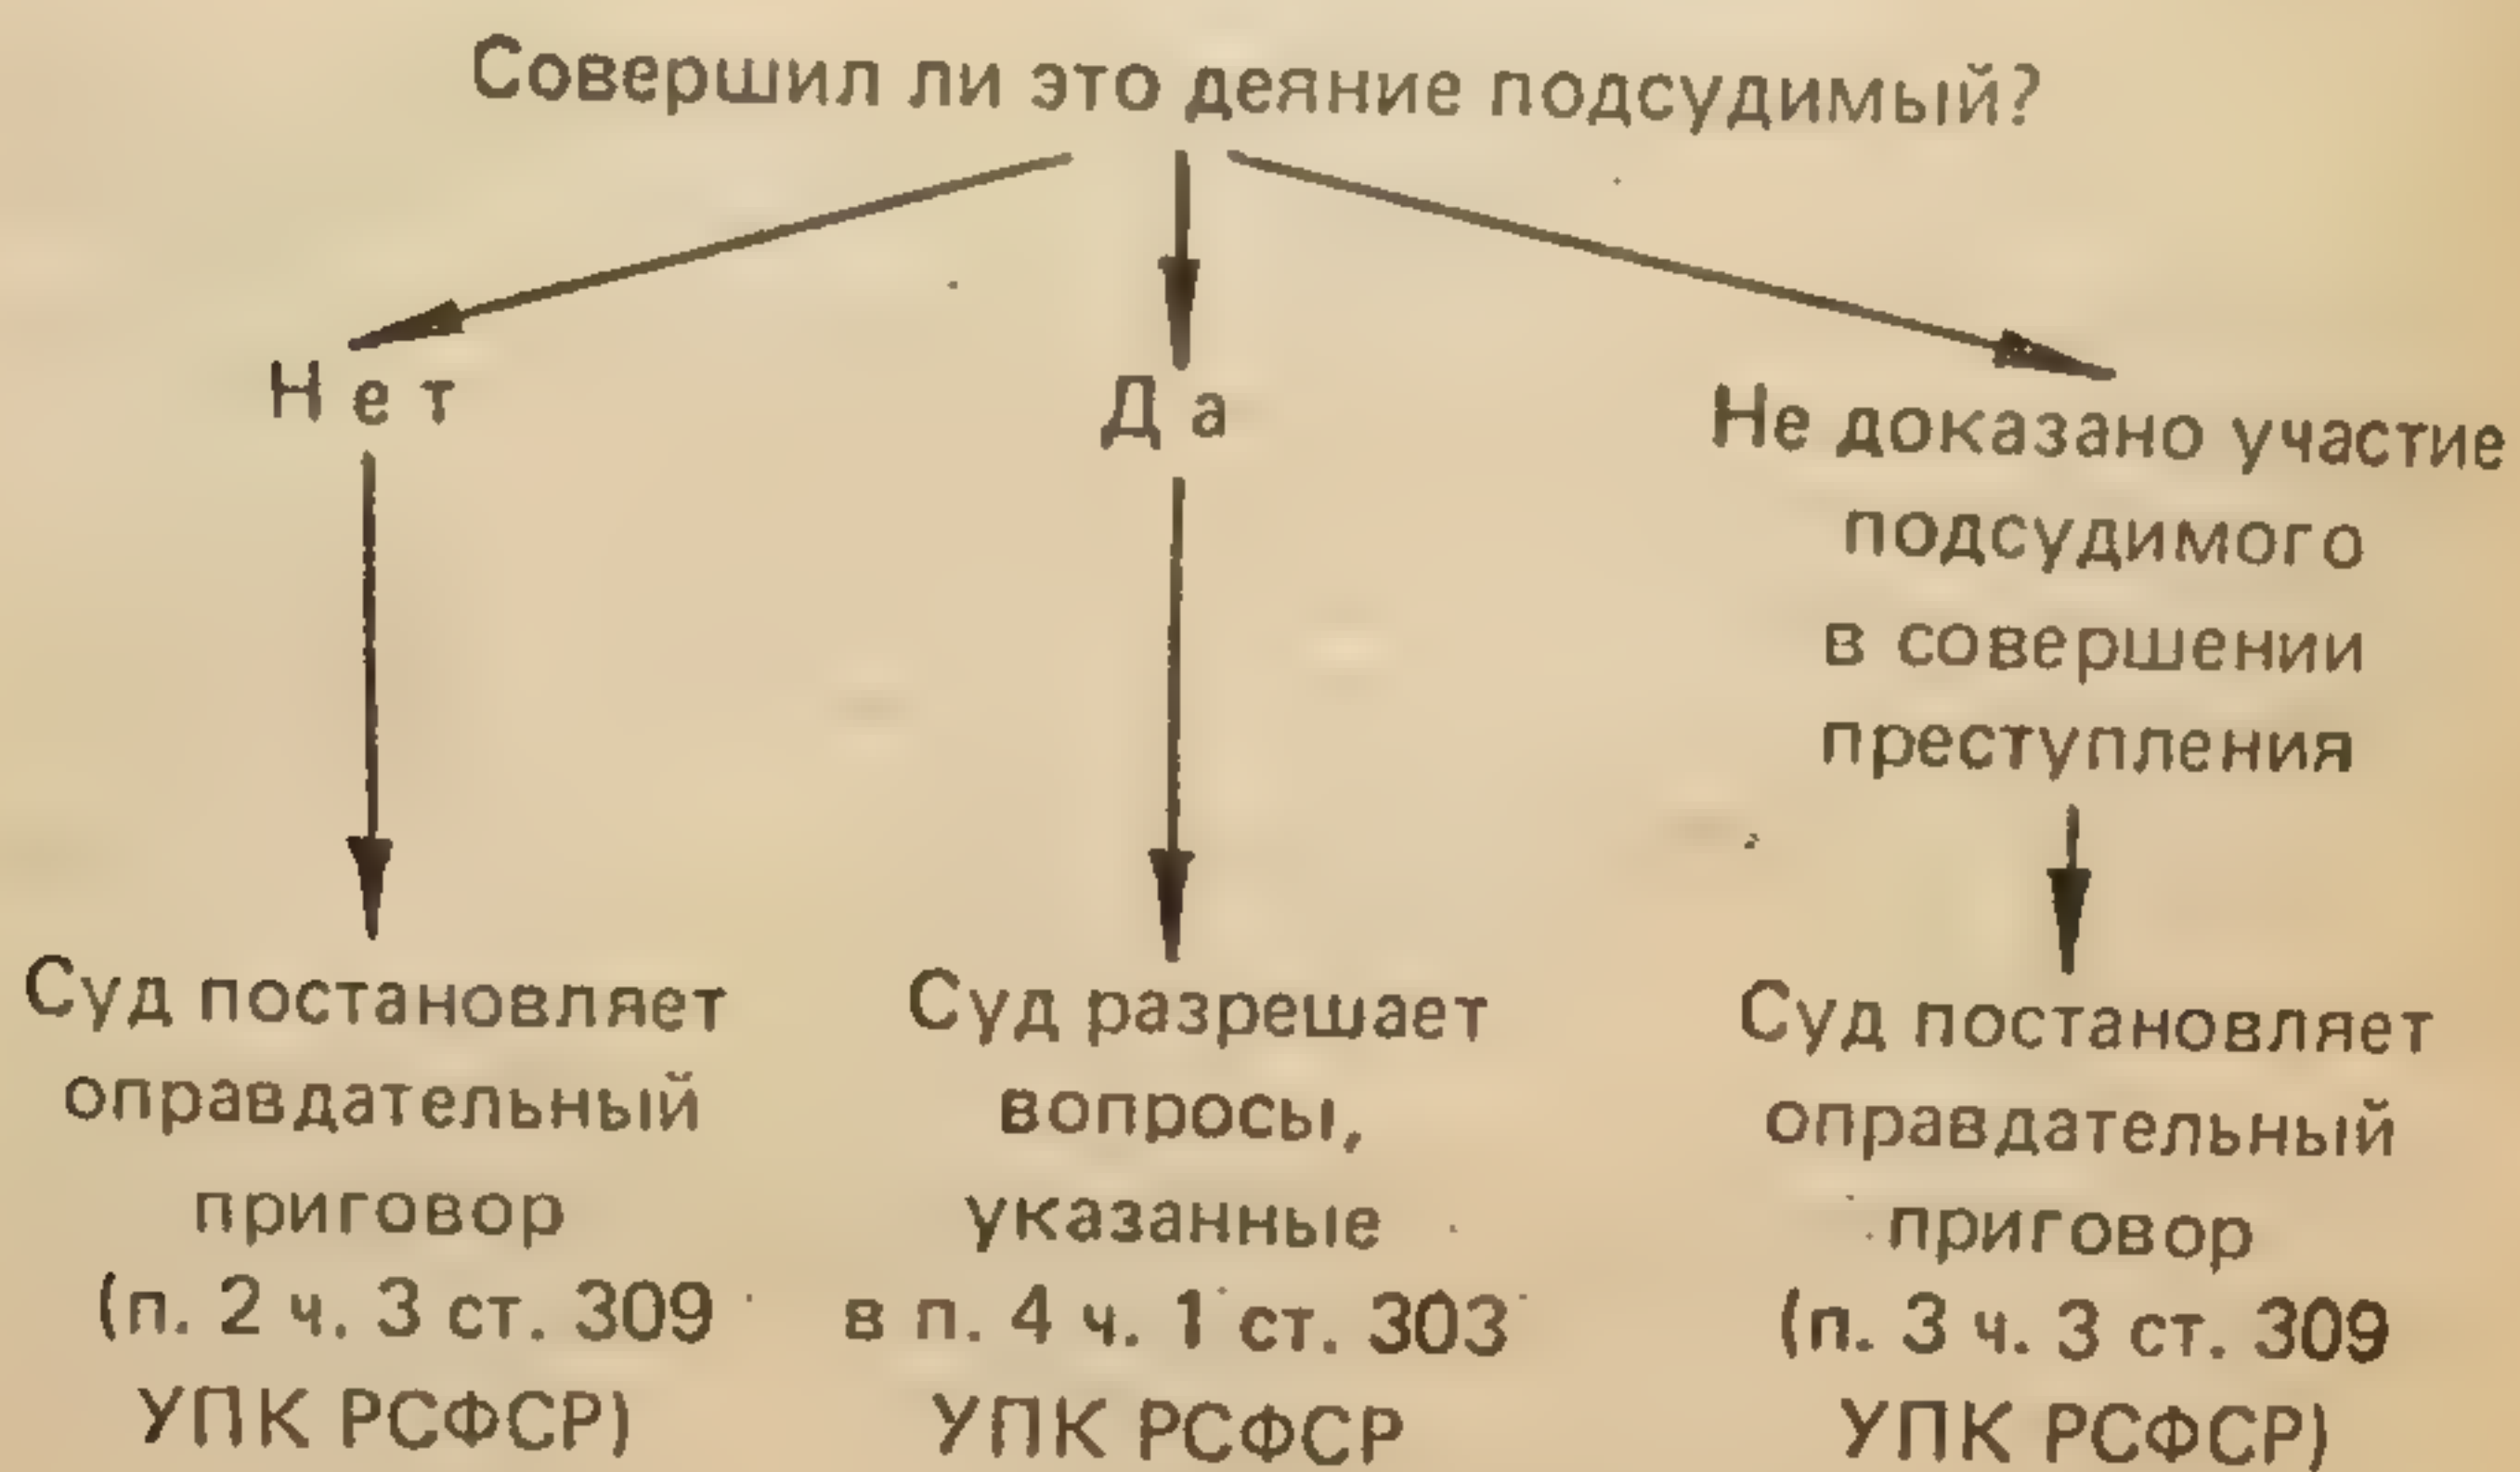 Совершил ли это деяние подсудимый?
Нет
Да
Не доказано участие
подсудимого
в совершении
преступления
Суд постановляет
оправдательный
приговор
(п. 2 ч. 3 ст. 309
УПК РСФСР)
Суд разрешает
вопросы,
указанные
в п. 4 ч. 1 ст. 303
УПК РСФСР
Суд постановляет
оправдательный
приговор
(п. 3 ч. 3 ст. 309
УПК РСФСР)